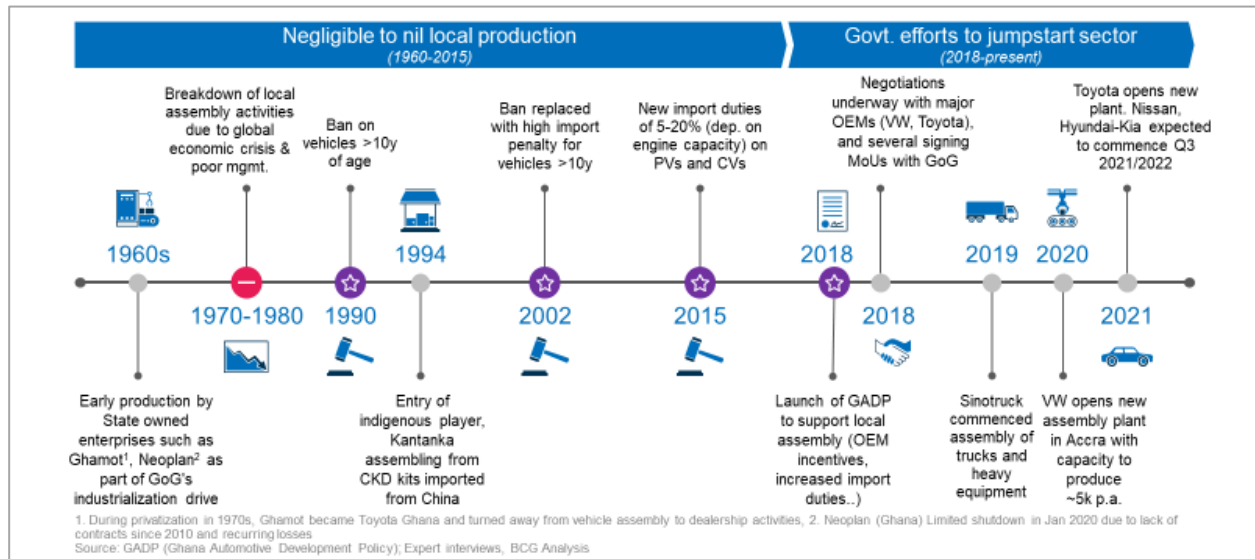 Negligible to nil local production
(1960-2015)
Govt. efforts to jumpstart sector
(2018-present)
Breakdown of local
assembly activities
due to global
economic crisis &
poor mgmt.
Ban on
vehicles >10y
of age
Ban replaced
with high import
penalty for
vehicles >10y
New import duties
of 5-20% (dep. on
engine capacity) on
PVs and CVs
Negotiations
underway with major
OEMs (VW, Toyota),
and several signing
MoUs with GoG
Toyota opens new
plant. Nissan,
Hyundai-Kia expected
to commence Q3
2021/2022
1960s
1994
2018
2019
2020
1970-1980
1990
2002
2015
2018
2021
Early production by
State owned
enterprises such as
Ghamot¹, Neoplan² as
part of GoG's
industrialization drive
Entry of
indigenous player,
Kantanka
assembling from
CKD kits imported
from China
Launch of GADP
to support local
assembly (OEM
incentives,
increased import
duties..)
Sinotruck
commenced
assembly of
trucks and
heavy
equipment
VW opens new
assembly plant
in Accra with
capacity to
produce
~5k p.a.
1. During privatization in 1970s, Ghamot became Toyota Ghana and turned away from vehicle assembly to dealership activities, 2. Neoplan (Ghana) Limited shutdown in Jan 2020 due to lack of
contracts since 2010 and recurring losses
Source: GADP (Ghana Automotive Development Policy); Expert interviews, BCG Analysis